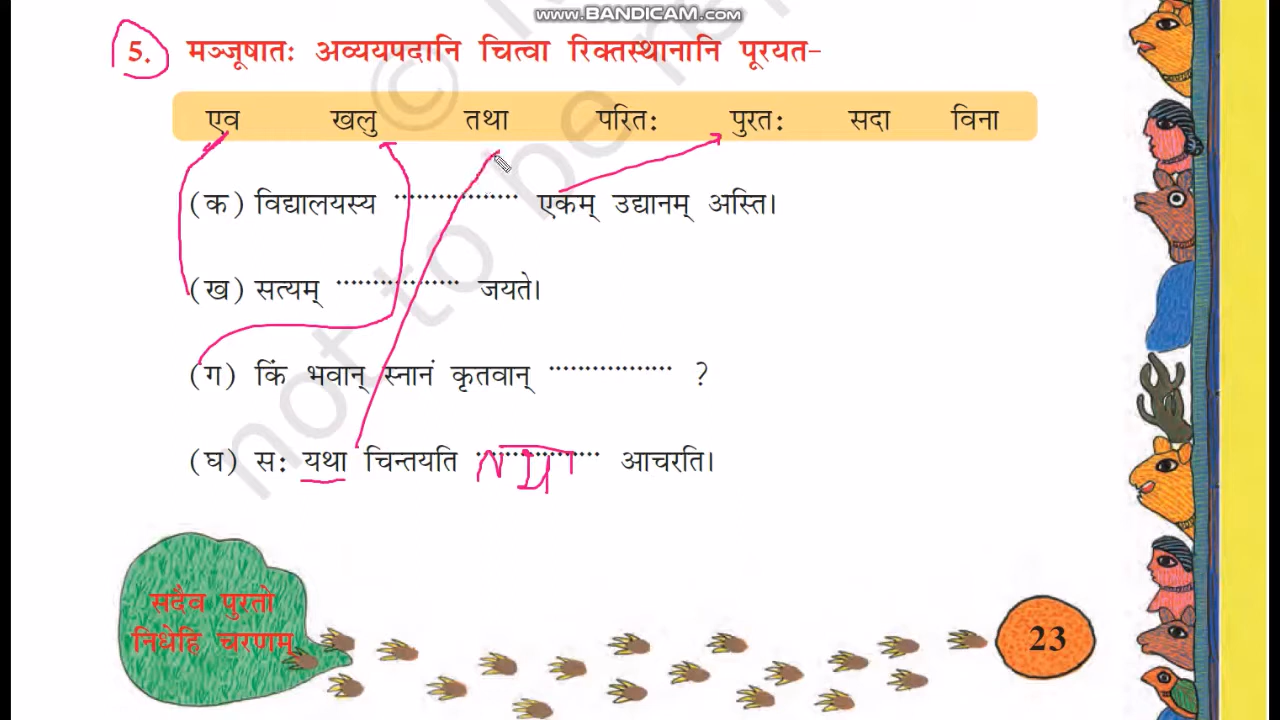 www.BANDICAM.com
5. मञ्जूषातः अव्ययपदानि चित्वा रिक्तस्थानानि पूरयत–
एव खलु तथा परितः पुरतः सदा विना
(क) विद्यालयस्य .................. एकम् उद्यानम् अस्ति।
(ख) सत्यम् .................. जयते।
(ग) किं भवान् स्नानं कृतवान् .................. ?
(घ) सः यथा चिन्तयति तथा आचरति।
सदैव पुरतो
निधेहि चरणम्
23